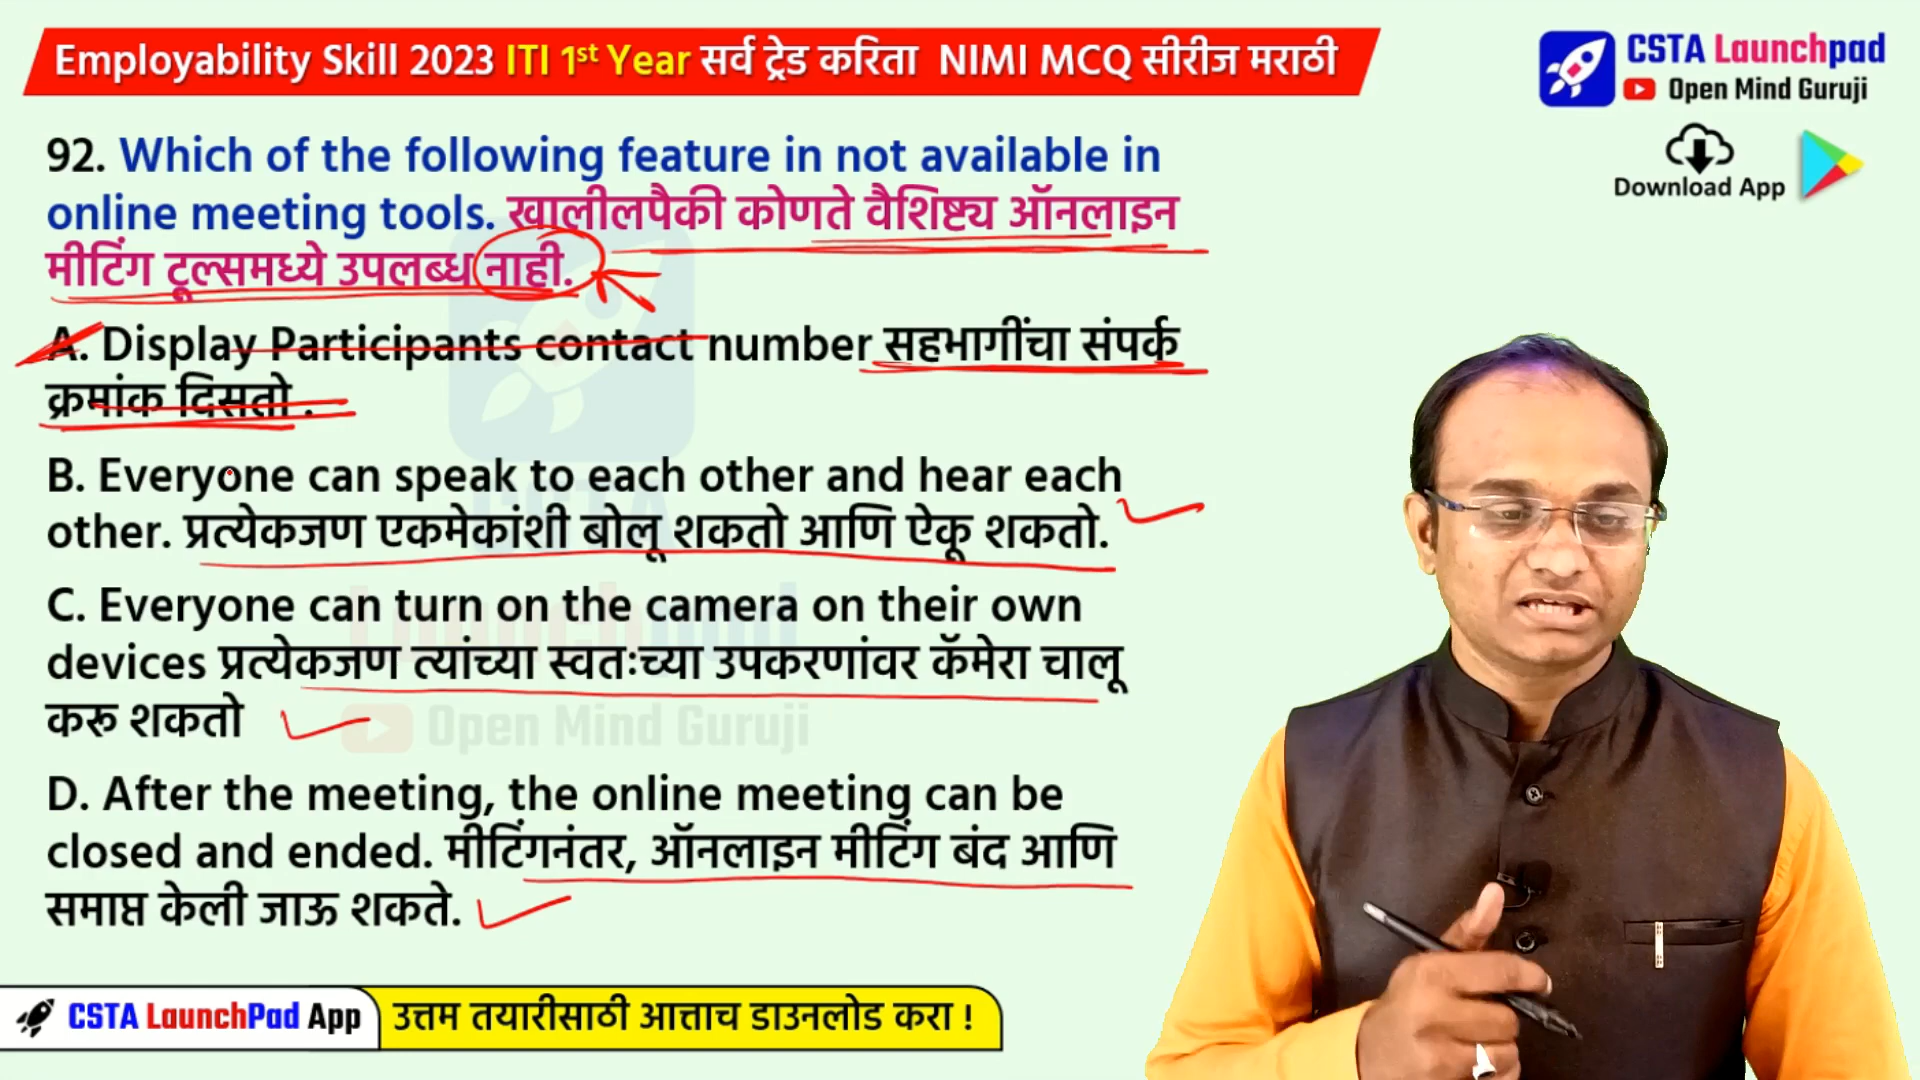 Employability Skill 2023 ITI 1st Year सर्व ट्रेड करिता NIMI MCQ सीरीज मराठी
CSTA Launchpad
Open Mind Guruji
Download App
92. Which of the following feature in not available in
online meeting tools. खालीलपैकी कोणते वैशिष्ट्य ऑनलाइन
मीटिंग टूल्समध्ये उपलब्ध नाही.
A. Display Participants contact number सहभागींचा संपर्क
क्रमांक दिसतो .
B. Everyone can speak to each other and hear each
other. प्रत्येकजण एकमेकांशी बोलू शकतो आणि ऐकू शकतो.
C. Everyone can turn on the camera on their own
devices प्रत्येकजण त्यांच्या स्वतःच्या उपकरणांवर कॅमेरा चालू
करू शकतो
Open Mind Guruji
D. After the meeting, the online meeting can be
closed and ended. मीटिंगनंतर, ऑनलाइन मीटिंग बंद आणि
समाप्त केली जाऊ शकते.
CSTA LaunchPad App
उत्तम तयारीसाठी आत्ताच डाउनलोड करा !